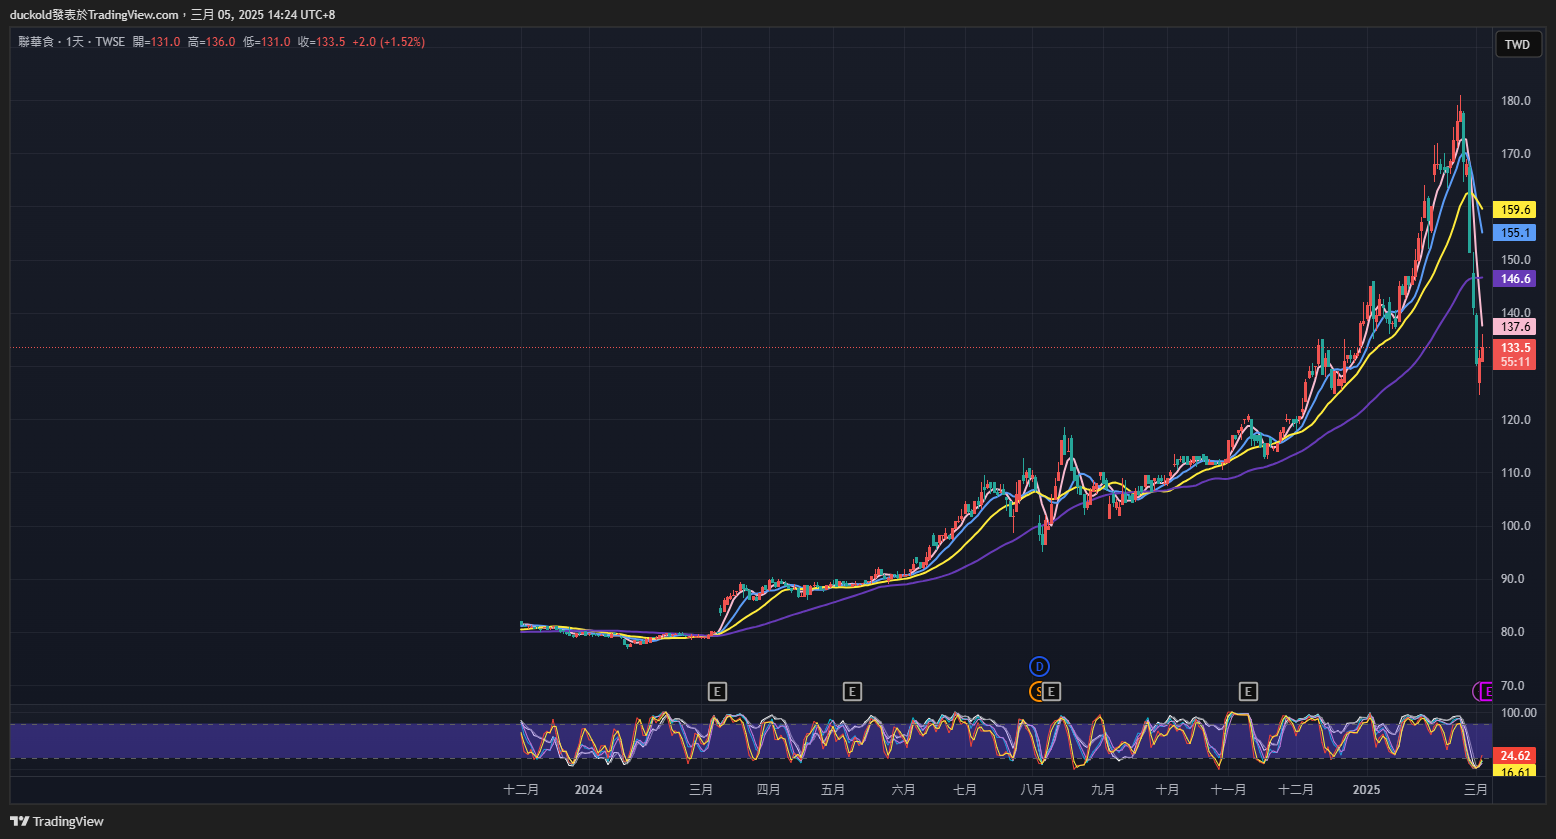 duckold發表於TradingView.com，三月 05, 2025 14:24 UTC+8
聯華食・1天・TWSE 開=131.0 高=136.0 低=131.0 收=133.5 +2.0 (+1.52%)
TWD
180.0
170.0
159.6
155.1
150.0
146.6
140.0
137.6
133.5
55:11
120.0
110.0
100.0
90.0
80.0
70.0
D
E E S E E E
100.00
24.62
16.61
十二月 2024 三月 四月 五月 六月 七月 八月 九月 十月 十一月 十二月 2025 三月
TradingView